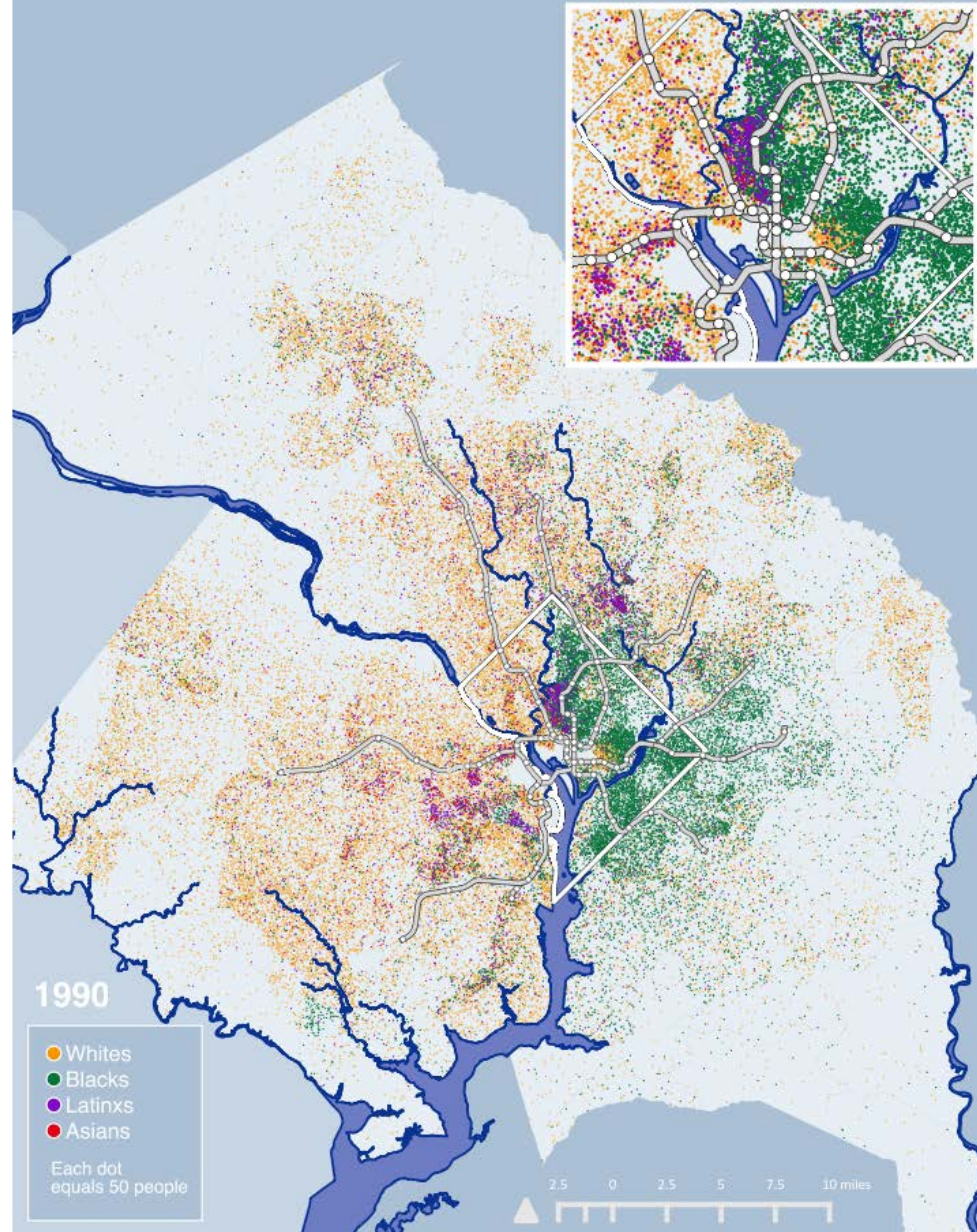 1990
Whites
Blacks
Latinxs
Asians
Each dot
equals 50 people
2.5 0 2.5 5 7.5 10 miles